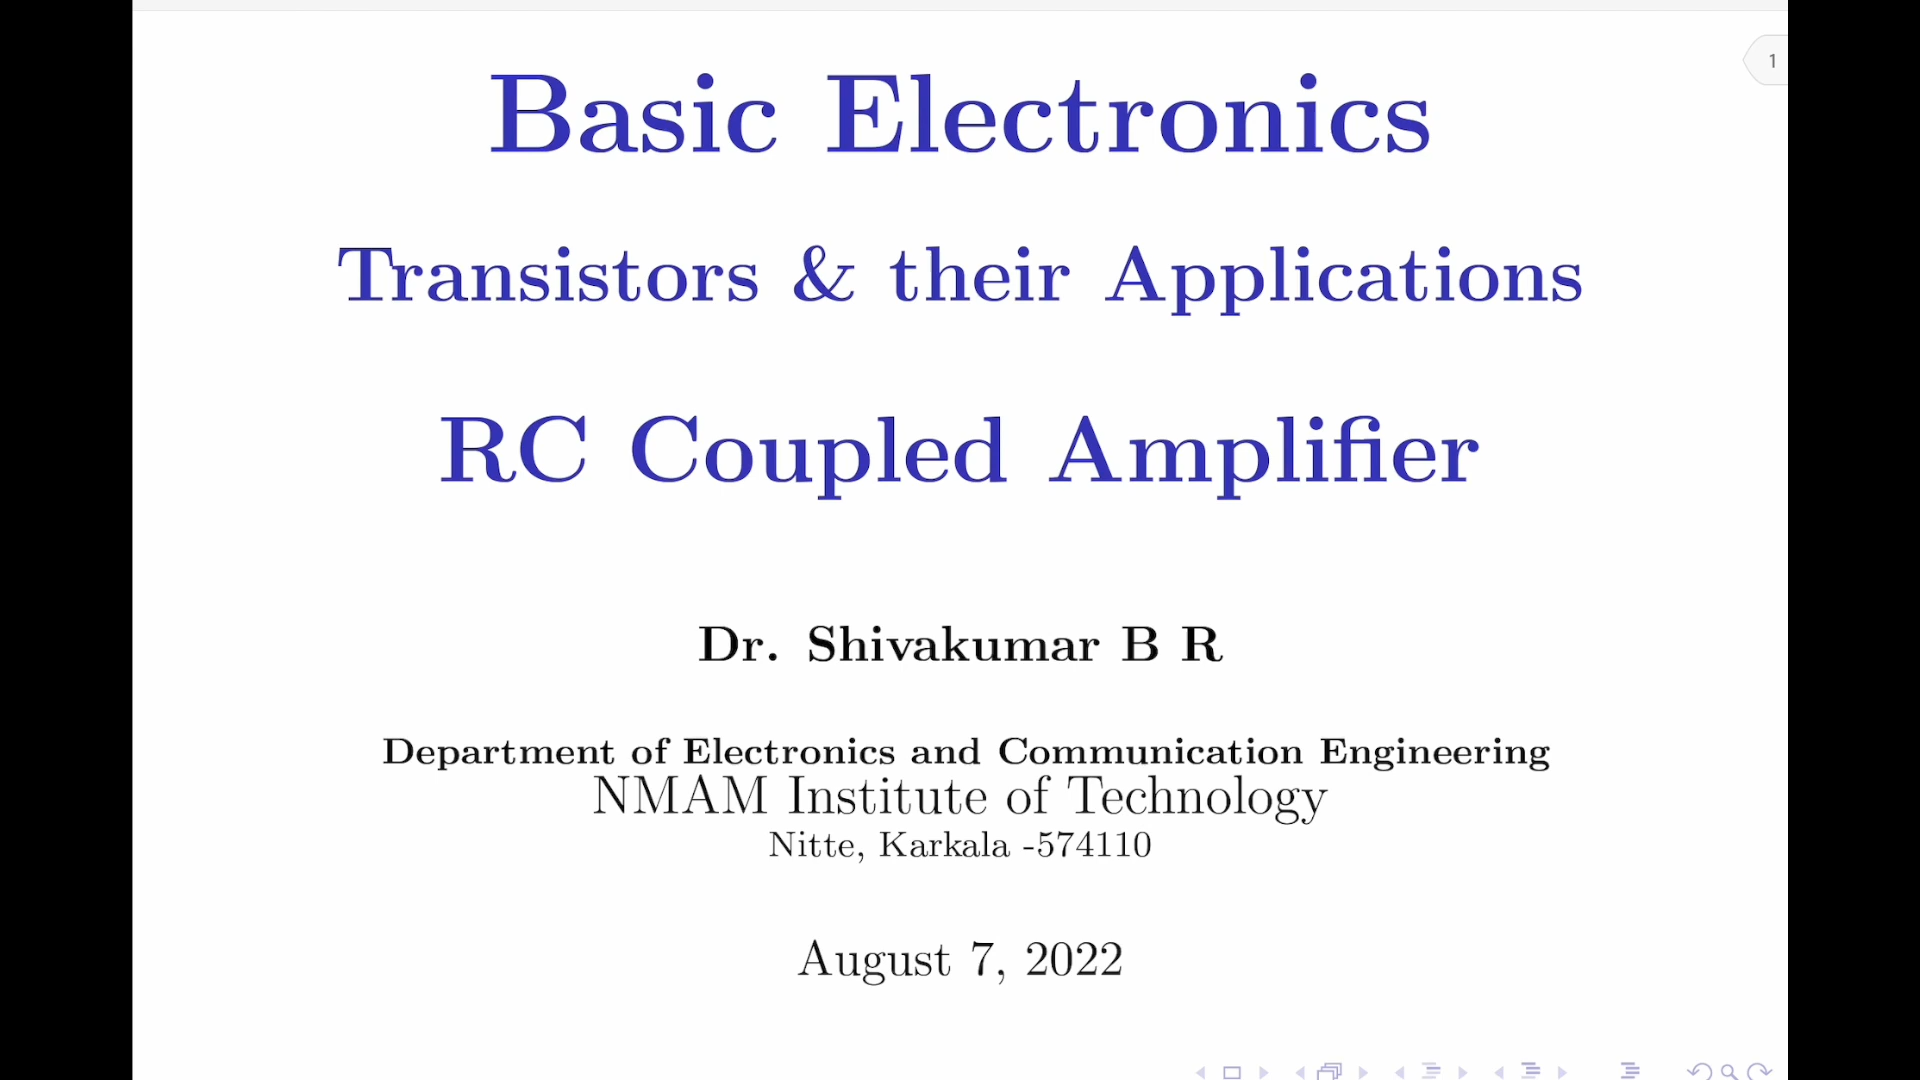 Basic Electronics
1
Transistors & their Applications
RC Coupled Amplifier
Dr. Shivakumar B R
Department of Electronics and Communication Engineering
NMAM Institute of Technology
Nitte, Karkala -574110
August 7, 2022